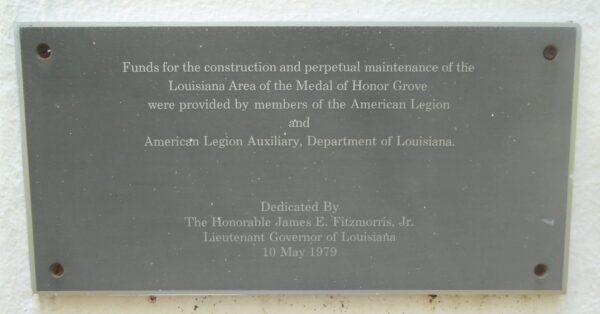 Funds for the construction and perpetual maintenance of the
Louisiana Area of the Medal of Honor Grove
were provided by members of the American Legion
and
American Legion Auxiliary, Department of Louisiana.
Dedicated By
The Honorable James E. Fitzmorris, Jr.
Lieutenant Governor of Louisiana
10 May 1979